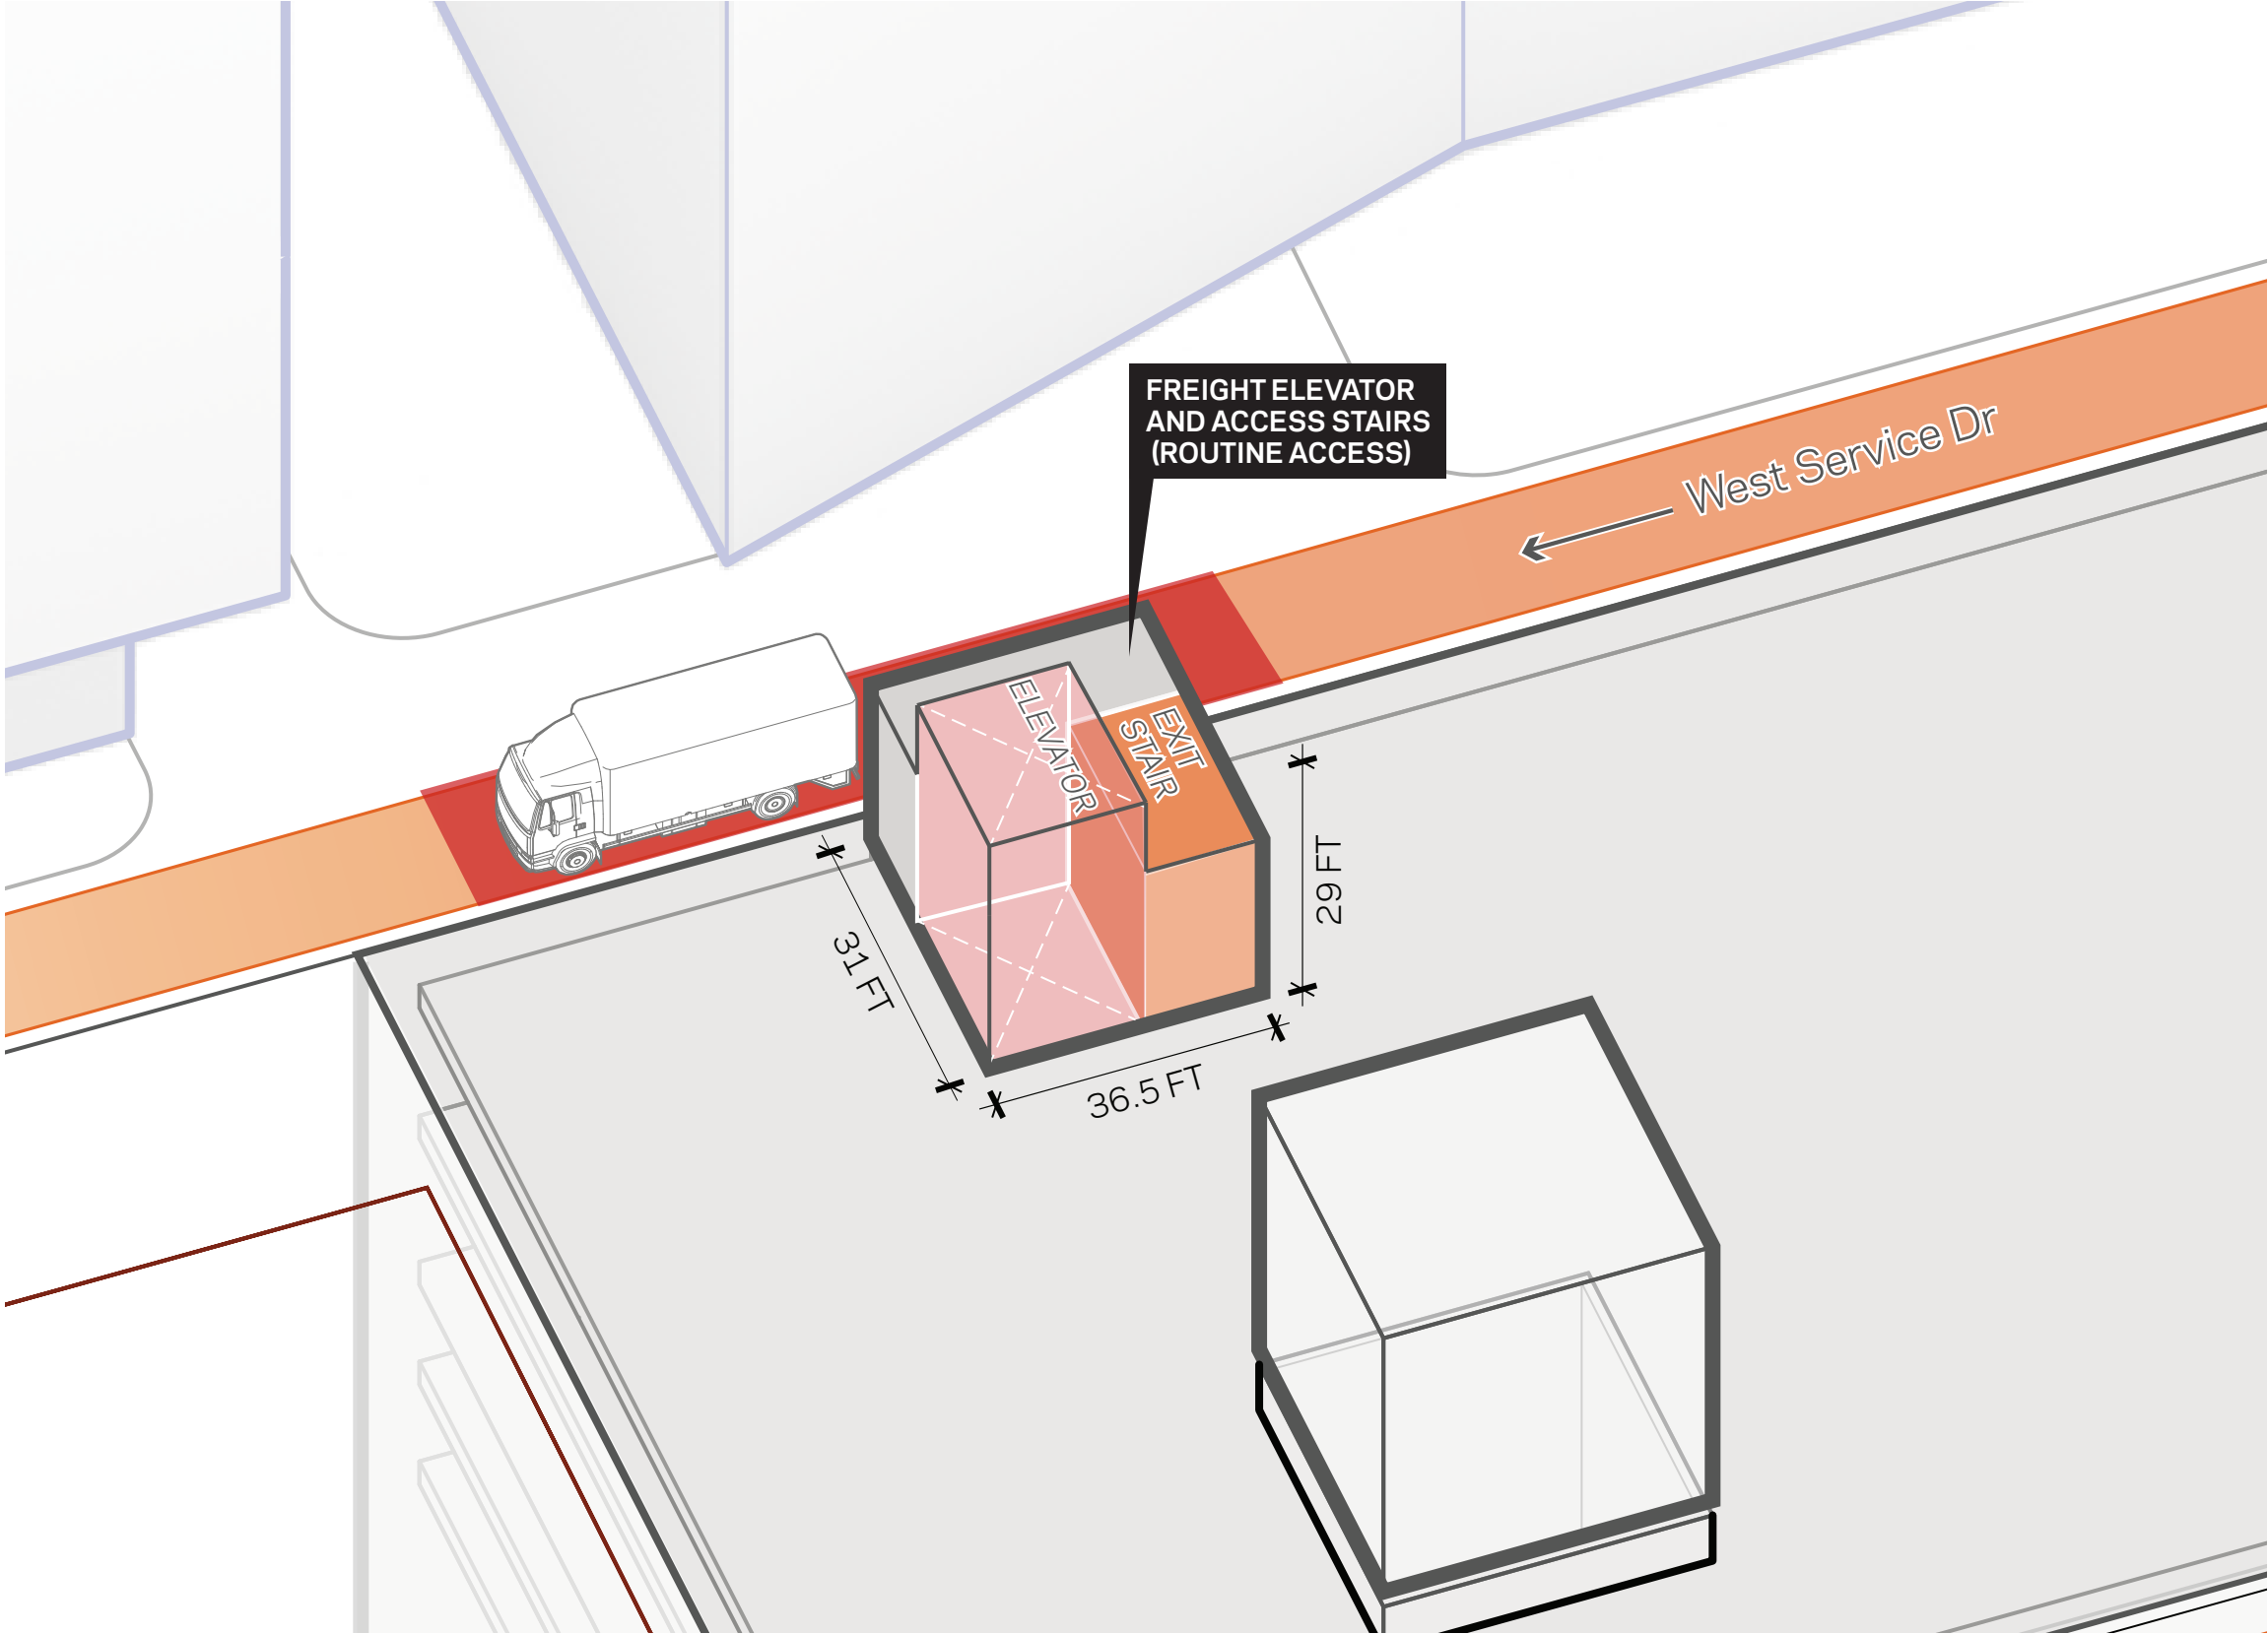 FREIGHT ELEVATOR
AND ACCESS STAIRS
(ROUTINE ACCESS)
West Service Dr
ELEVATOR
EXIT
STAIR
29 FT
31 FT
36.5 FT